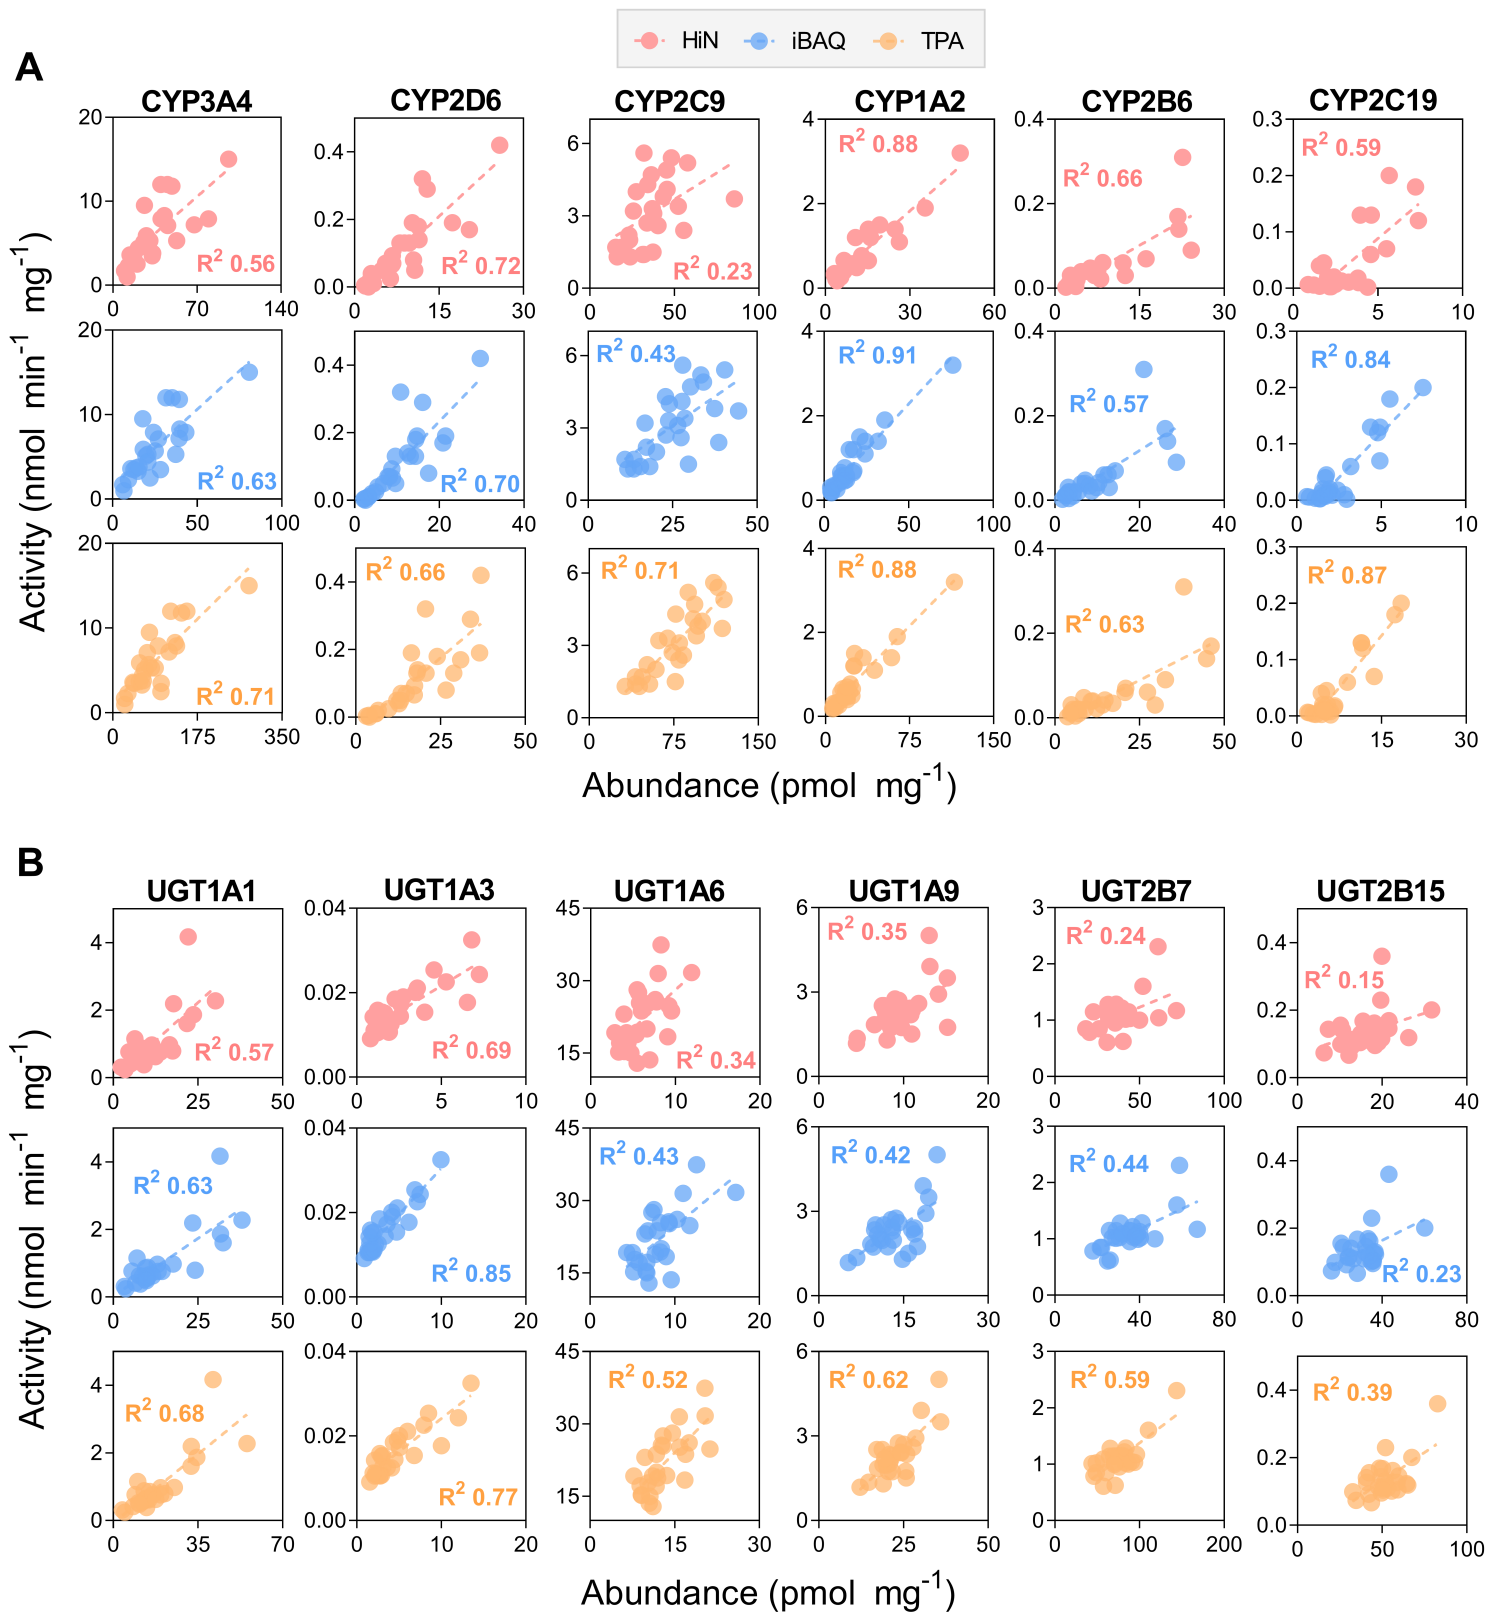 HiN iBAQ TPA
A
CYP3A4 CYP2D6 CYP2C9 CYP1A2 CYP2B6 CYP2C19
Activity (nmol min-1 mg-1)
20
10
0
0 70 140
R2 0.56
0.4
0.2
0.0
0 15 30
R2 0.72
6
3
0
0 50 100
R2 0.23
4
2
0
0 30 60
R2 0.88
0.4
0.2
0.0
0 15 30
R2 0.66
0.3
0.2
0.1
0.0
0 5 10
R2 0.59
20
10
0
0 50 100
R2 0.63
0.4
0.2
0.0
0 20 40
R2 0.70
6
3
0
0 25 50
R2 0.43
4
2
0
0 50 100
R2 0.91
0.4
0.2
0.0
0 20 40
R2 0.57
0.3
0.2
0.1
0.0
0 5 10
R2 0.84
20
10
0
0 175 350
R2 0.71
0.4
0.2
0.0
0 25 50
R2 0.66
6
3
0
0 75 150
R2 0.71
4
2
0
0 75 150
R2 0.88
0.4
0.2
0.0
0 25 50
R2 0.63
0.3
0.2
0.1
0.0
0 15 30
R2 0.87
Abundance (pmol mg-1)
B
UGT1A1 UGT1A3 UGT1A6 UGT1A9 UGT2B7 UGT2B15
Activity (nmol min-1 mg-1)
4
2
0
0 25 50
R2 0.57
0.04
0.02
0.00
0 5 10
R2 0.69
45
30
15
0 10 20
R2 0.34
6
3
0
0 10 20
R2 0.35
3
2
1
0
0 50 100
R2 0.24
0.4
0.2
0.0
0 20 40
R2 0.15
4
2
0
0 25 50
R2 0.63
0.04
0.02
0.00
0 10 20
R2 0.85
45
30
15
0 10 20
R2 0.43
6
3
0
0 15 30
R2 0.42
3
2
1
0
0 40 80
R2 0.44
0.4
0.2
0.0
0 40 80
R2 0.23
4
2
0
0 35 70
R2 0.68
0.04
0.02
0.00
0 10 20
R2 0.77
45
30
15
0 15 30
R2 0.52
6
3
0
0 25 50
R2 0.62
3
2
1
0
0 100 200
R2 0.59
0.4
0.2
0.0
0 50 100
R2 0.39
Abundance (pmol mg-1)